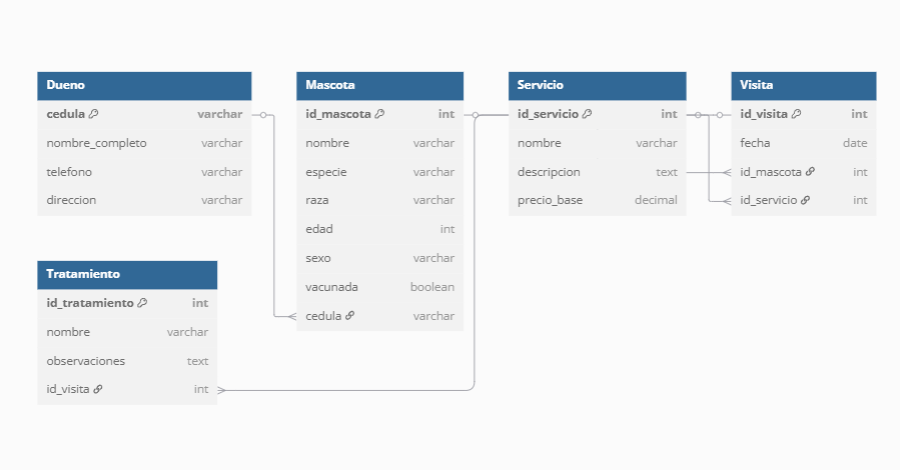 Dueno
cedula varchar
nombre_completo varchar
telefono varchar
direccion varchar
Mascota
id_mascota int
nombre varchar
especie varchar
raza varchar
edad int
sexo varchar
vacunada boolean
cedula varchar
Servicio
id_servicio int
nombre varchar
descripcion text
precio_base decimal
Visita
id_visita int
fecha date
id_mascota int
id_servicio int
Tratamiento
id_tratamiento int
nombre varchar
observaciones text
id_visita int